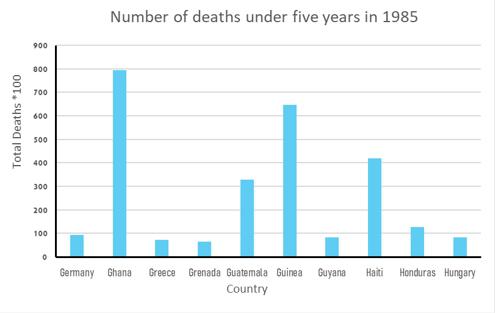 Number of deaths under five years in 1985
Total Deaths *100
900
800
700
600
500
400
300
200
100
0
Germany Ghana Greece Grenada Guatemala Guinea Guyana Haiti Honduras Hungary
Country